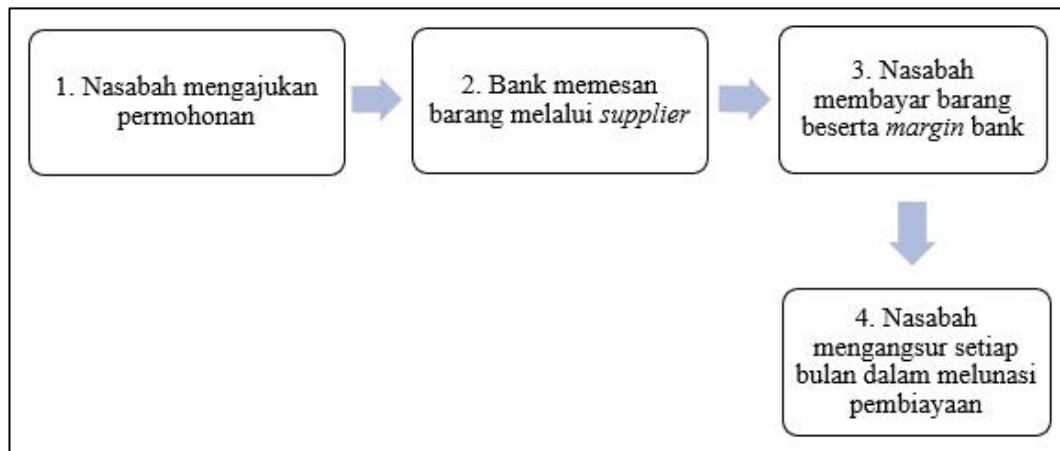 1. Nasabah mengajukan
permohonan
2. Bank memesan
barang melalui supplier
3. Nasabah
membayar barang
beserta margin bank
4. Nasabah
mengangsur setiap
bulan dalam melunasi
pembiayaan